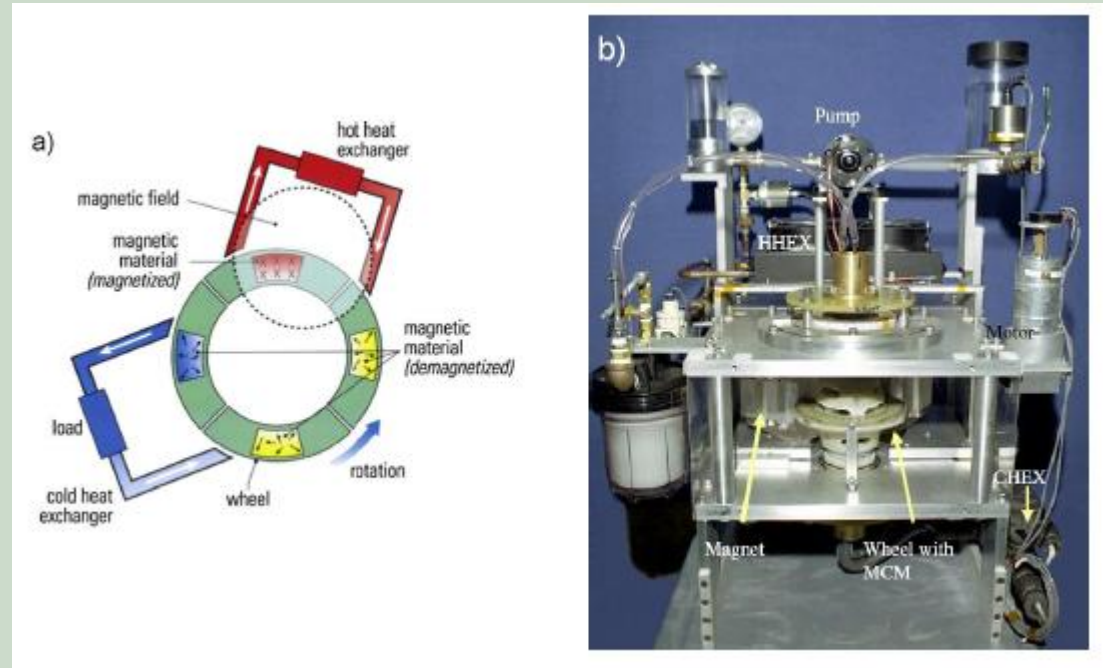 a)
hot heat
exchanger
magnetic field
magnetic
material
(magnetized)
magnetic
material
(demagnetized)
load
rotation
wheel
cold heat
exchanger
b)
Pump
HHEX
Motor
CHEX
Magnet
Wheel with
MCM